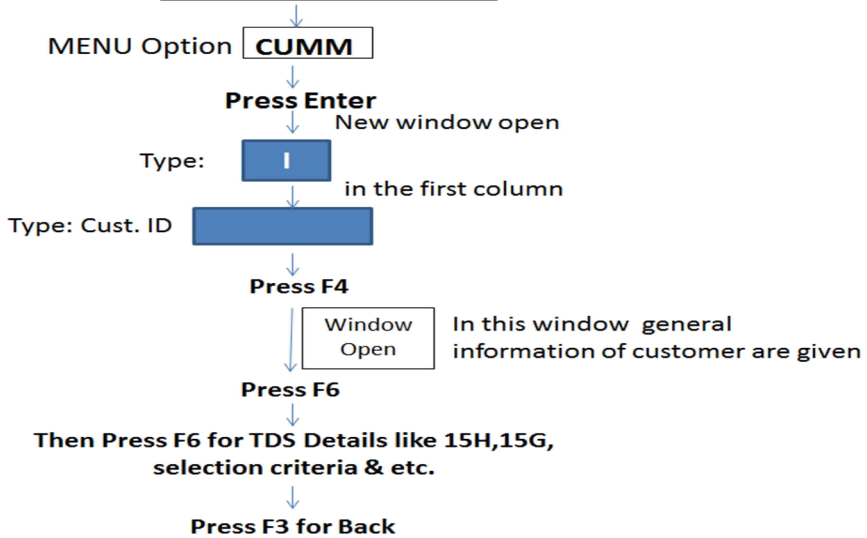 MENU Option CUMM
Press Enter
New window open
Type: I
in the first column
Type: Cust. ID
Press F4
Window In this window general
Open information of customer are given
Press F6
Then Press F6 for TDS Details like 15H,15G,
selection criteria & etc.
Press F3 for Back